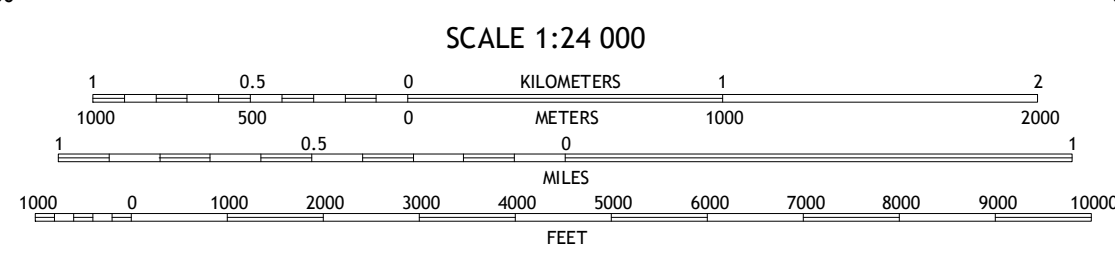 SCALE 1:24 000
1 0.5 0 KILOMETERS 1 2
1000 500 0 METERS 1000 2000
1 0.5 0 1
MILES
1000 0 1000 2000 3000 4000 5000 6000 7000 8000 9000 10000
FEET